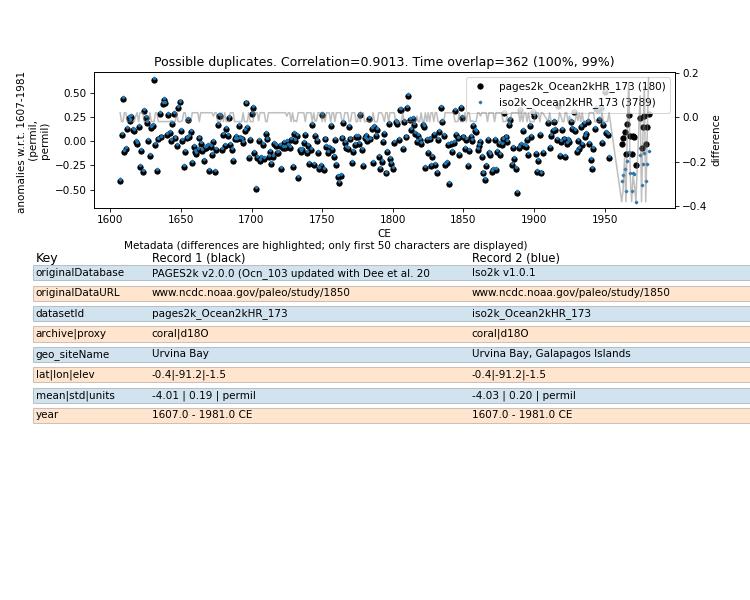 Possible duplicates. Correlation=0.9013. Time overlap=362 (100%, 99%)
anomalies w.r.t. 1607-1981
(permil,
permil)
0.50
0.25
0.00
−0.25
−0.50
pages2k_Ocean2kHR_173 (180)
iso2k_Ocean2kHR_173 (3789)
0.2
0.0
−0.2
−0.4
difference
1600 1650 1700 1750 1800 1850 1900 1950
CE
Metadata (differences are highlighted; only first 50 characters are displayed)
Key Record 1 (black) Record 2 (blue)
originalDatabase PAGES2k v2.0.0 (Ocn_103 updated with Dee et al. 20 Iso2k v1.0.1
originalDataURL www.ncdc.noaa.gov/paleo/study/1850 www.ncdc.noaa.gov/paleo/study/1850
datasetId pages2k_Ocean2kHR_173 iso2k_Ocean2kHR_173
archive|proxy coral|d18O coral|d18O
geo_siteName Urvina Bay Urvina Bay, Galapagos Islands
lat|lon|elev -0.4|-91.2|-1.5 -0.4|-91.2|-1.5
mean|std|units -4.01 | 0.19 | permil -4.03 | 0.20 | permil
year 1607.0 - 1981.0 CE 1607.0 - 1981.0 CE